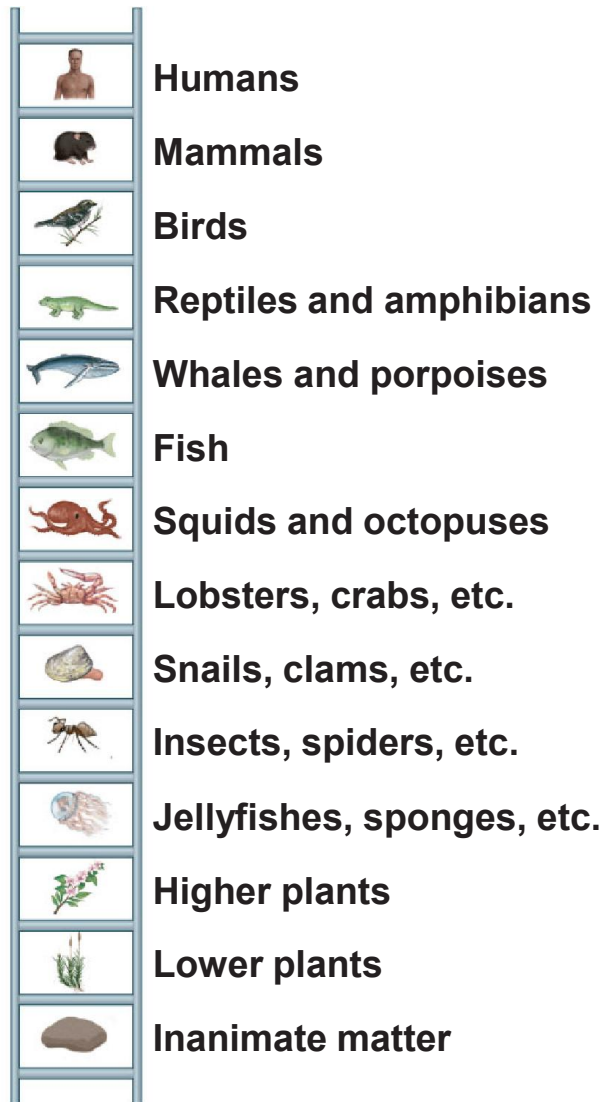 Humans
Mammals
Birds
Reptiles and amphibians
Whales and porpoises
Fish
Squids and octopuses
Lobsters, crabs, etc.
Snails, clams, etc.
Insects, spiders, etc.
Jellyfishes, sponges, etc.
Higher plants
Lower plants
Inanimate matter